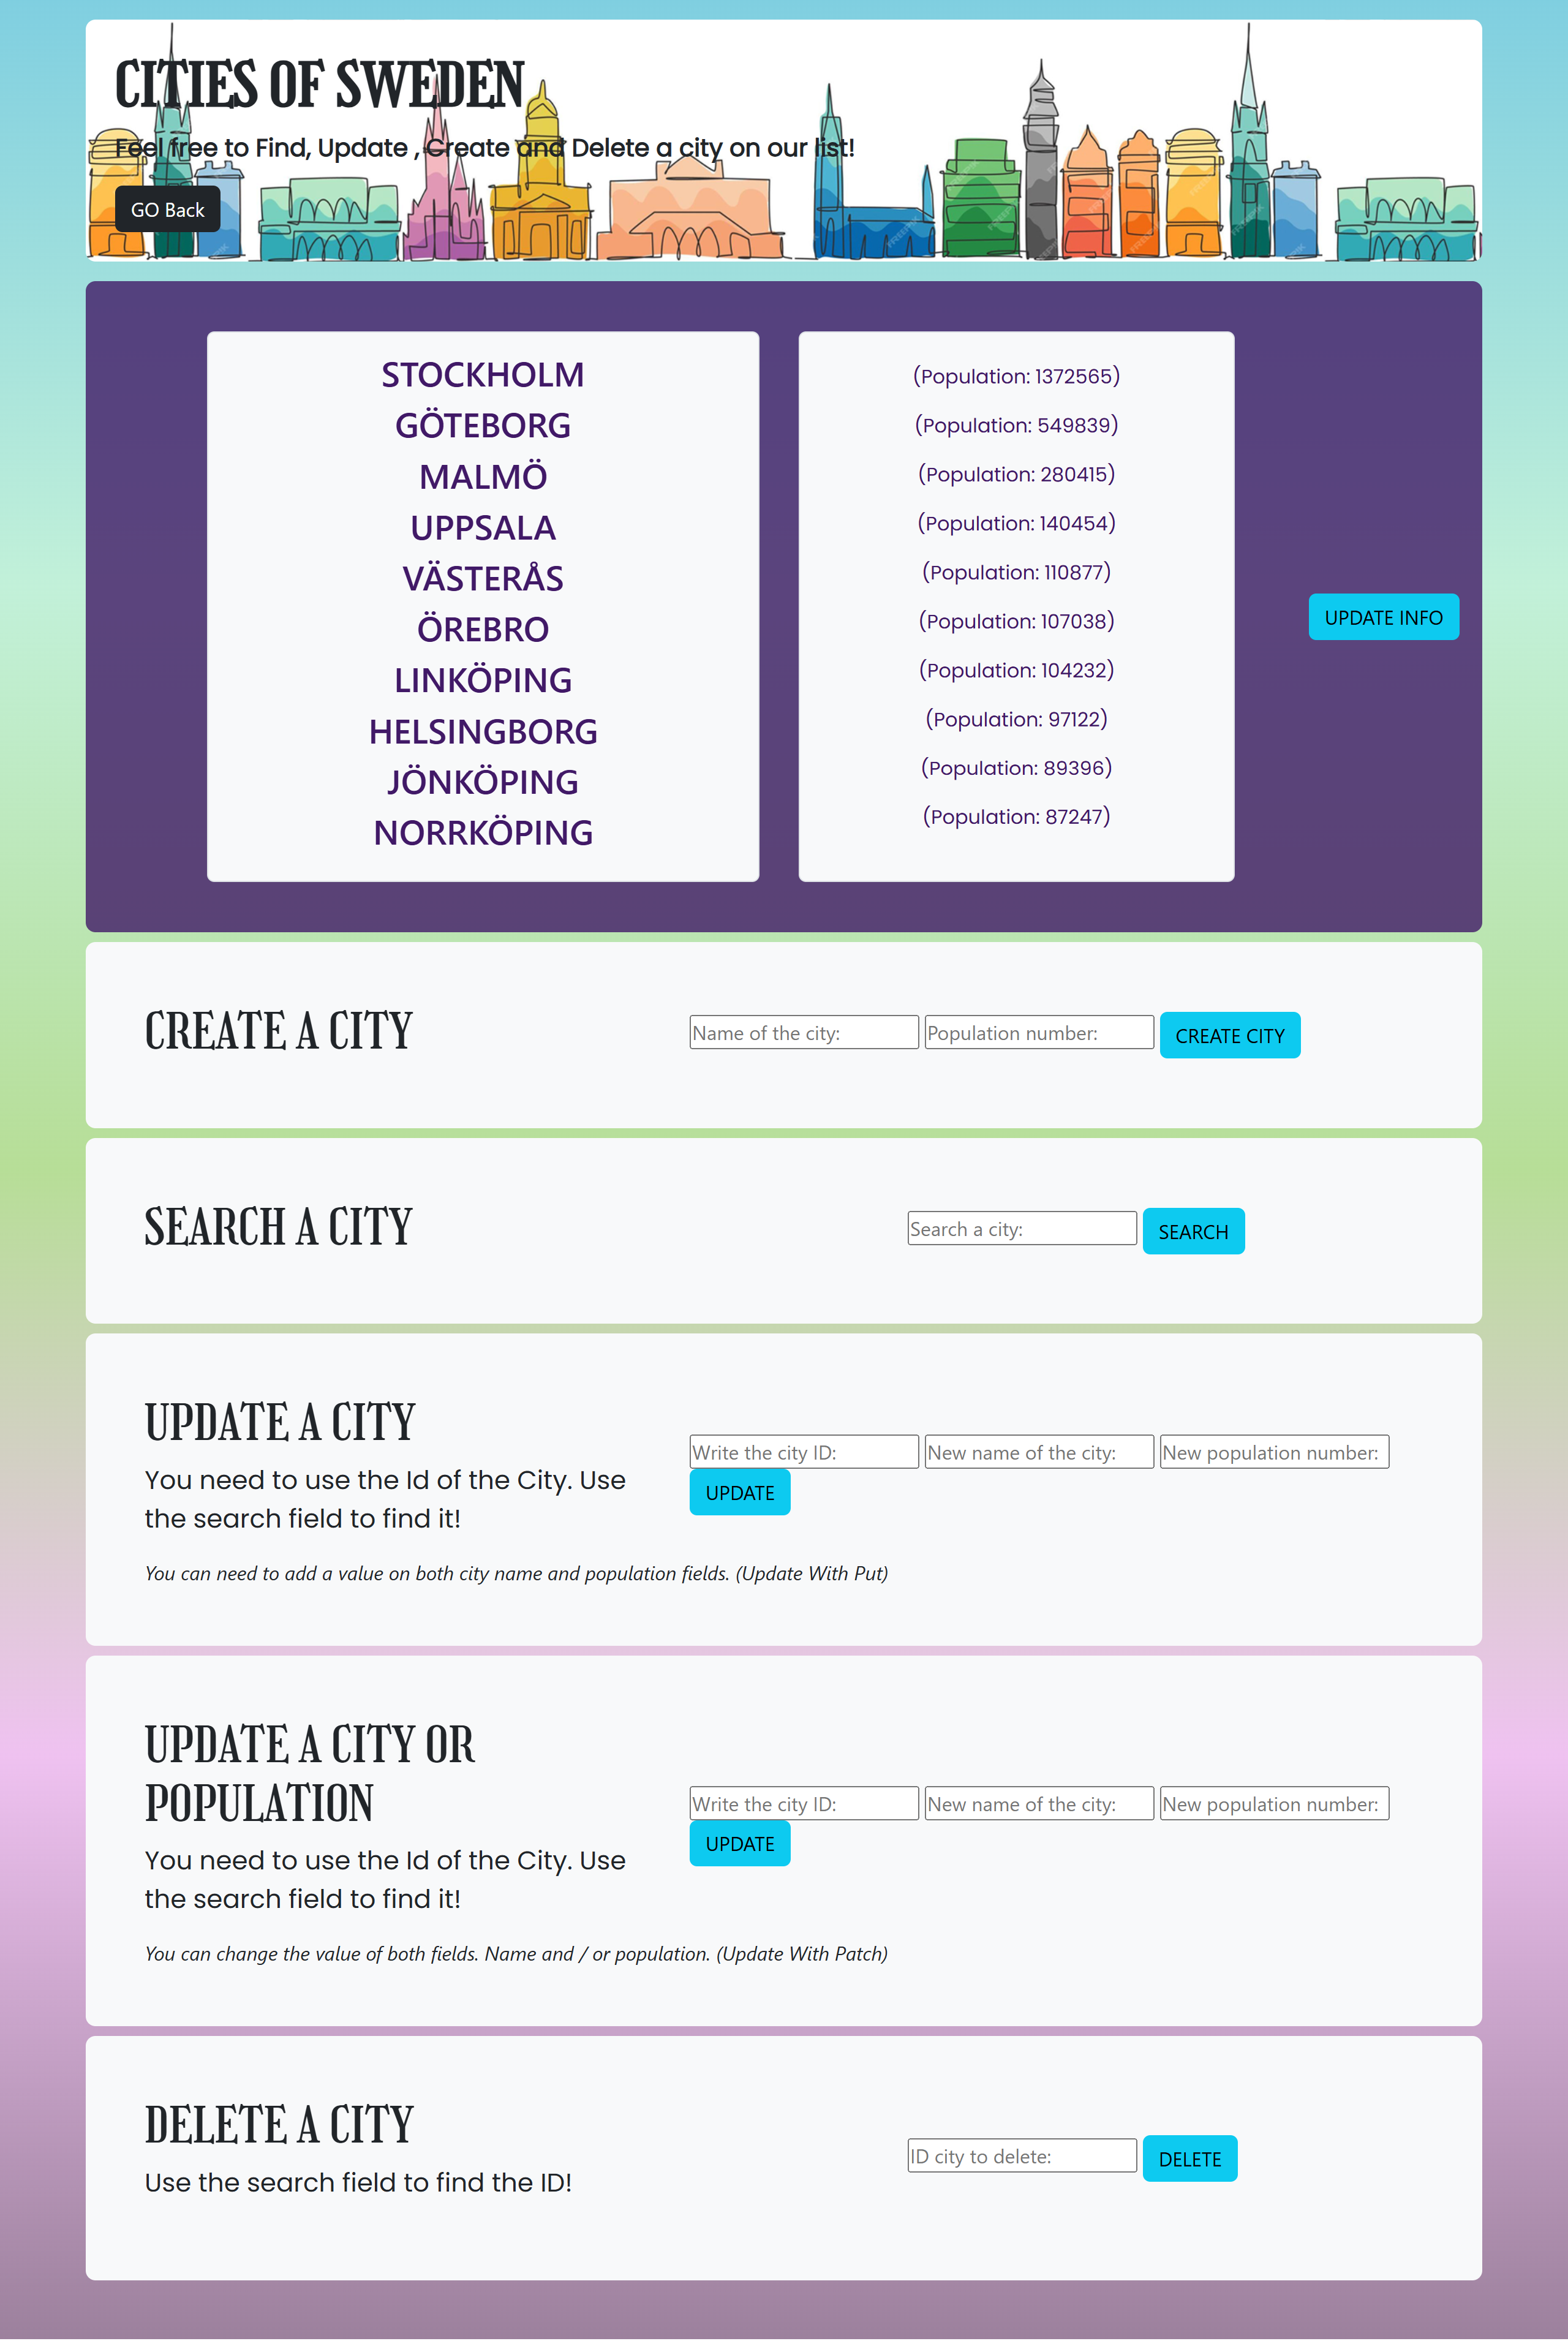 CITIES OF SWEDEN
Feel free to Find, Update , Create and Delete a city on our list!
GO Back
STOCKHOLM
GÖTEBORG
MALMÖ
UPPSALA
VÄSTERÅS
ÖREBRO
LINKÖPING
HELSINGBORG
JÖNKÖPING
NORRKÖPING
(Population: 1372565)
(Population: 549839)
(Population: 280415)
(Population: 140454)
(Population: 110877)
(Population: 107038)
(Population: 104232)
(Population: 97122)
(Population: 89396)
(Population: 87247)
UPDATE INFO
CREATE A CITY
Name of the city:
Population number:
CREATE CITY
SEARCH A CITY
Search a city:
SEARCH
UPDATE A CITY
You need to use the Id of the City. Use
the search field to find it!
Write the city ID:
New name of the city:
New population number:
UPDATE
You can need to add a value on both city name and population fields. (Update With Put)
UPDATE A CITY OR
POPULATION
You need to use the Id of the City. Use
the search field to find it!
Write the city ID:
New name of the city:
New population number:
UPDATE
You can change the value of both fields. Name and / or population. (Update With Patch)
DELETE A CITY
Use the search field to find the ID!
ID city to delete:
DELETE